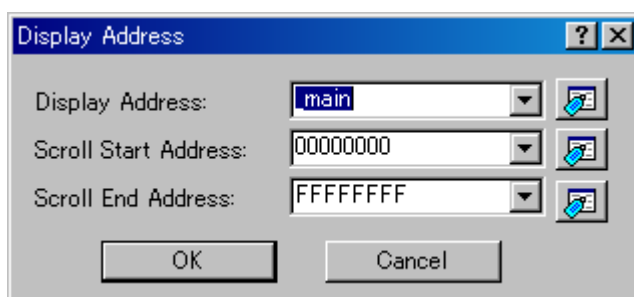 Display Address
Display Address: _main
Scroll Start Address: 00000000
Scroll End Address: FFFFFFFF
OK Cancel